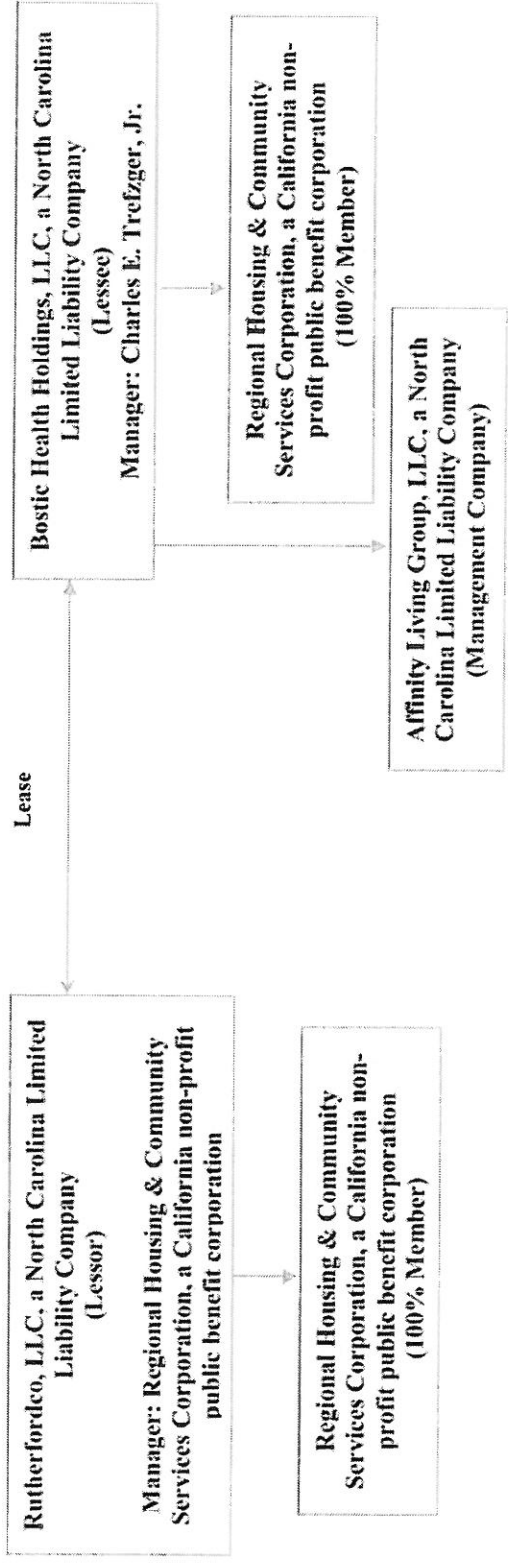 Rutherfordco, LLC, a North Carolina Limited
Liability Company
(Lessor)
Manager: Regional Housing & Community
Services Corporation, a California non-profit
public benefit corporation
Regional Housing & Community
Services Corporation, a California non-
profit public benefit corporation
(100% Member)
Lease
Bostic Health Holdings, LLC, a North Carolina
Limited Liability Company
(Lessee)
Manager: Charles E. Trefzger, Jr.
Regional Housing & Community
Services Corporation, a California non-
profit public benefit corporation
(100% Member)
Affinity Living Group, LLC, a North
Carolina Limited Liability Company
(Management Company)